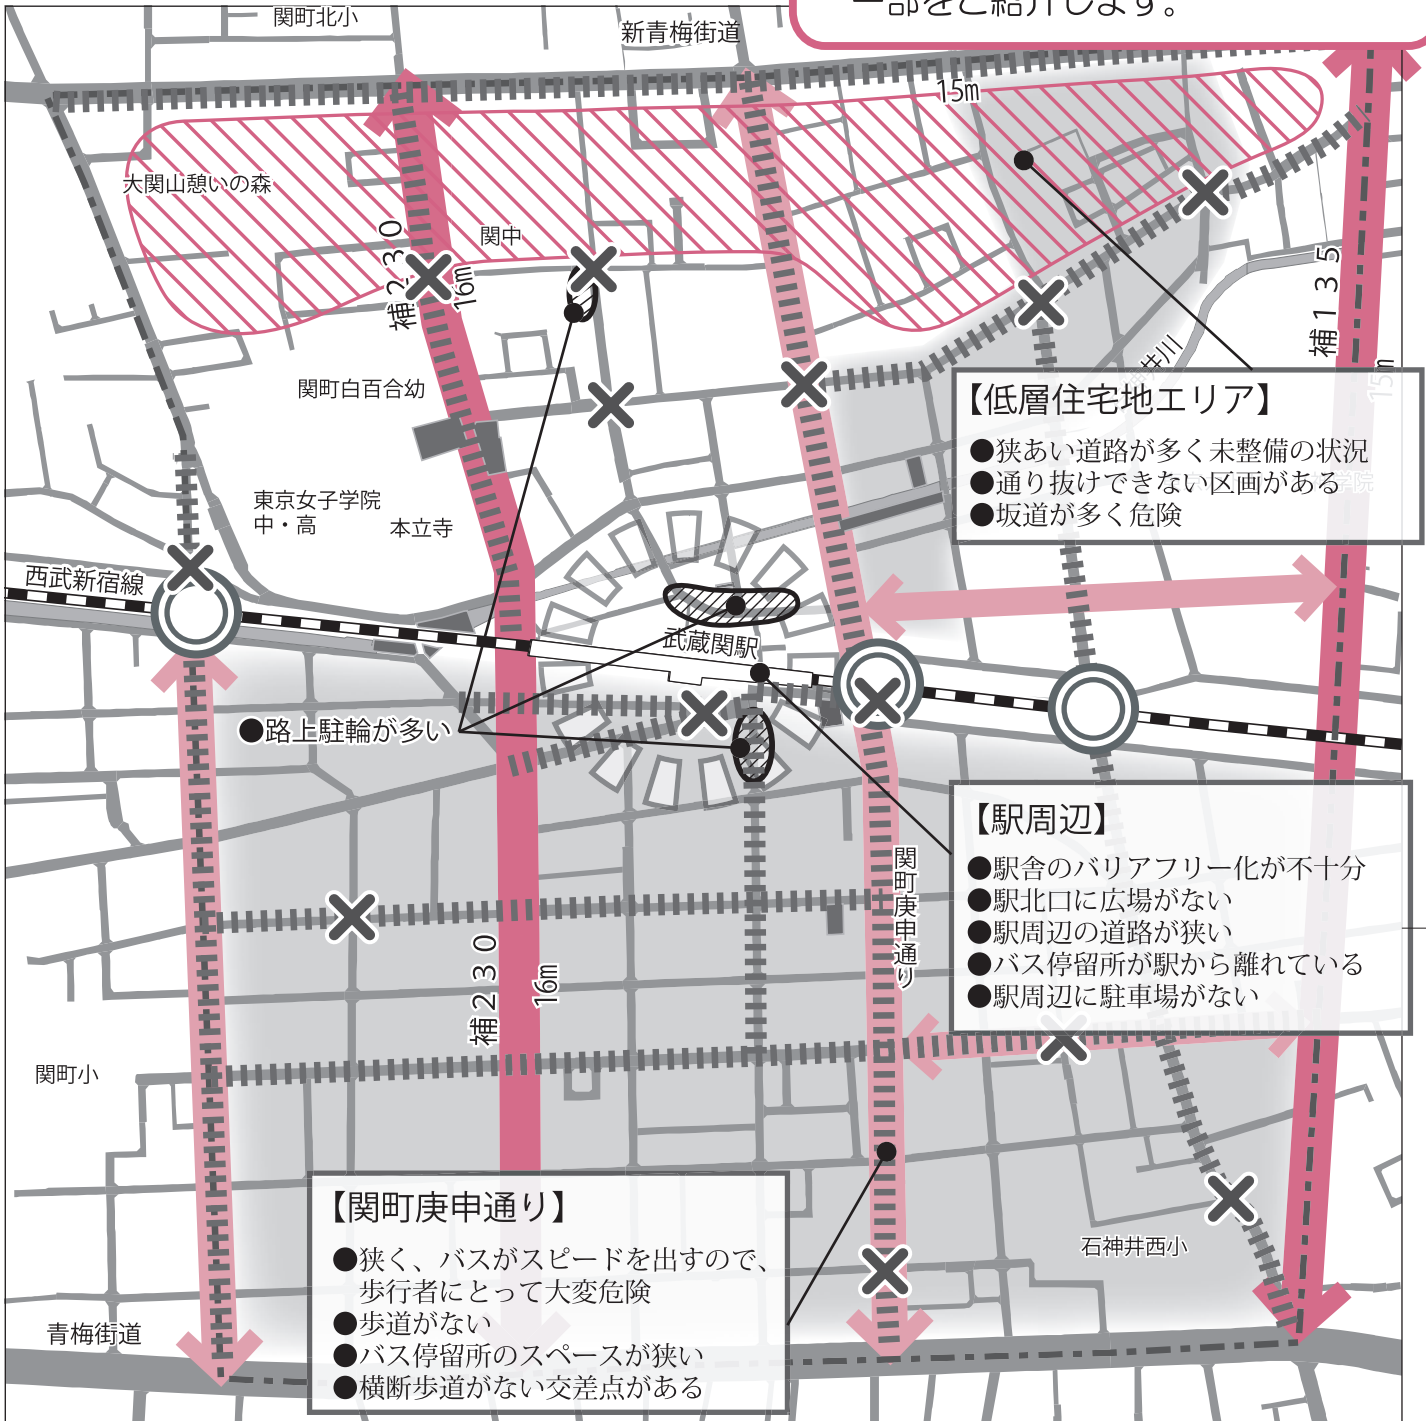 一部をご紹介します。
関町北小
新青梅街道
15m
大関山憩いの森
関中
補230
16m
補135
15m
関町白百合幼
東京女子学院
中・高
本立寺
【低層住宅地エリア】
●狭あい道路が多く未整備の状況
●通り抜けできない区画がある
●坂道が多く危険
西武新宿線
武蔵関駅
●路上駐輪が多い
【駅周辺】
●駅舎のバリアフリー化が不十分
●駅北口に広場がない
●駅周辺の道路が狭い
●バス停留所が駅から離れている
●駅周辺に駐車場がない
関町庚申通り
補230
16m
関町小
【関町庚申通り】
●狭く、バスがスピードを出すので、
歩行者にとって大変危険
●歩道がない
●バス停留所のスペースが狭い
●横断歩道がない交差点がある
石神井西小
青梅街道